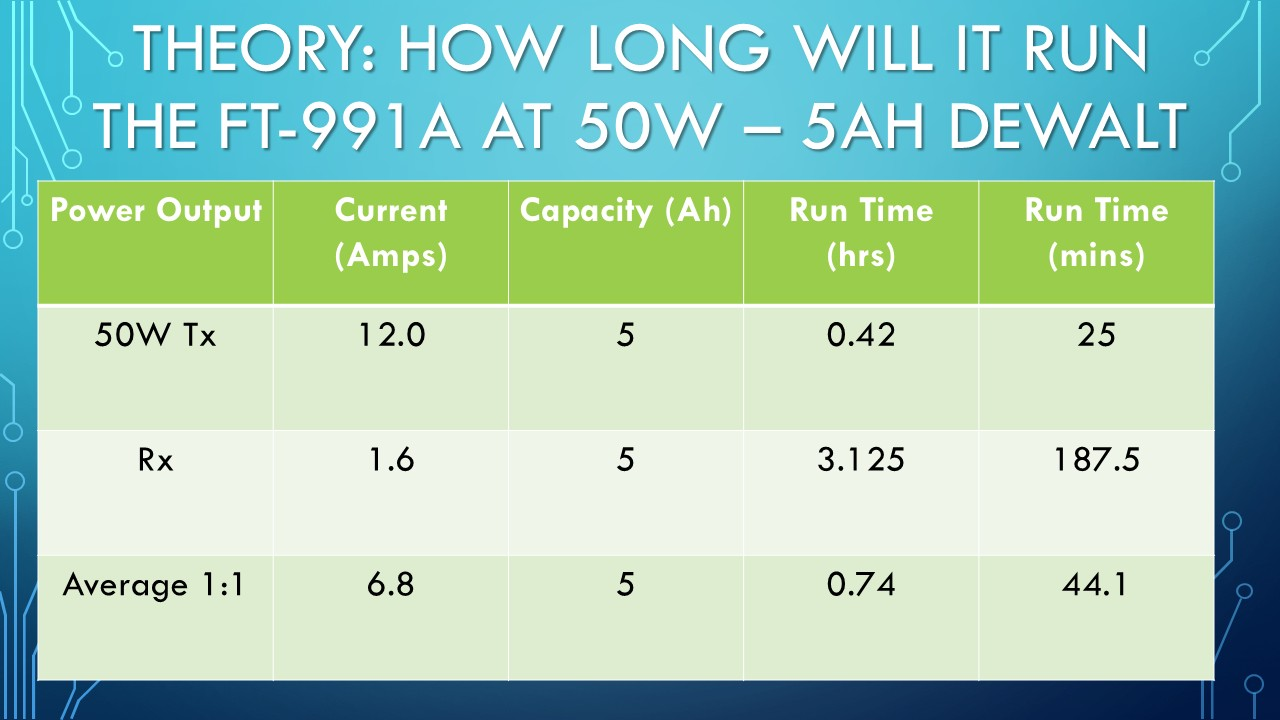 THEORY: HOW LONG WILL IT RUN
THE FT-991A AT 50W – 5AH DEWALT
Power Output Current (Amps) Capacity (Ah) Run Time (hrs) Run Time (mins)
50W Tx 12.0 5 0.42 25
Rx 1.6 5 3.125 187.5
Average 1:1 6.8 5 0.74 44.1